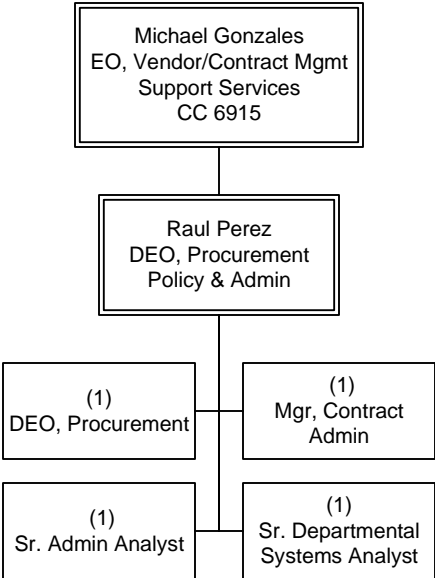 Michael Gonzales
EO, Vendor/Contract Mgmt
Support Services
CC 6915
Raul Perez
DEO, Procurement
Policy & Admin
(1)
DEO, Procurement
(1)
Mgr, Contract
Admin
(1)
Sr. Admin Analyst
(1)
Sr. Departmental
Systems Analyst